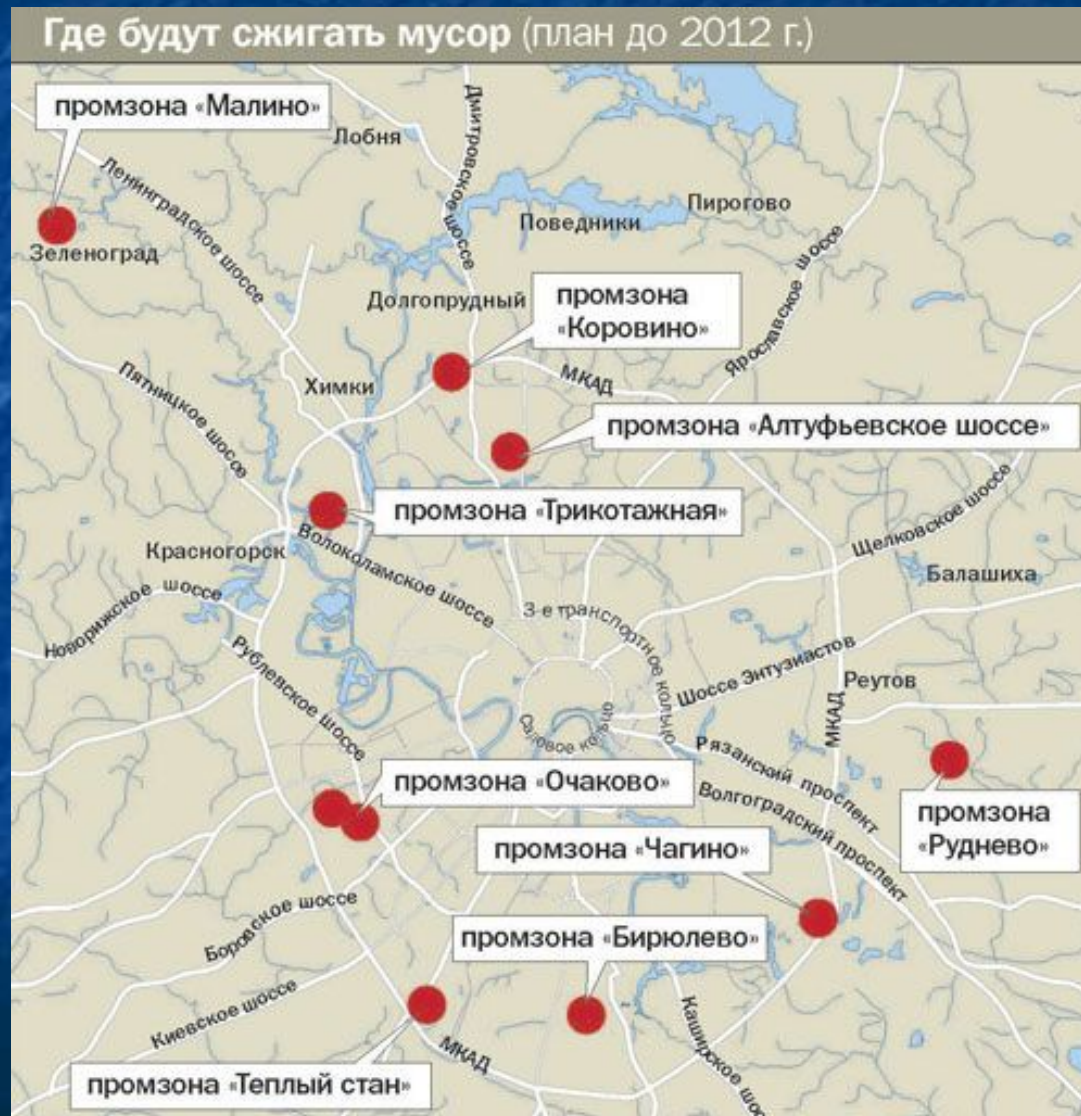 Где будут сжигать мусор (план до 2012 г.)
промзона «Малино»
Лобня
Дмитровское шоссе
Ленинградское шоссе
Пирогово
Поведники
Зеленоград
Долгопрудный
промзона
«Коровино»
Ярославское шоссе
МКАД
Химки
Пятницкое шоссе
промзона «Алтуфьевское шоссе»
промзона «Трикотажная»
Щелковское шоссе
Волоколамское шоссе
Красногорск
Балашиха
Новорижское шоссе
3-е транспортное кольцо
Рублевское шоссе
Шоссе Энтузиастов
Реутов
МКАД
Садовое кольцо
Рязанский проспект
промзона «Очаково»
Волгоградский проспект
промзона
«Руднево»
промзона «Чагино»
Боровское шоссе
промзона «Бирюлево»
Киевское шоссе
Каширское шоссе
МКАД
промзона «Теплый стан»